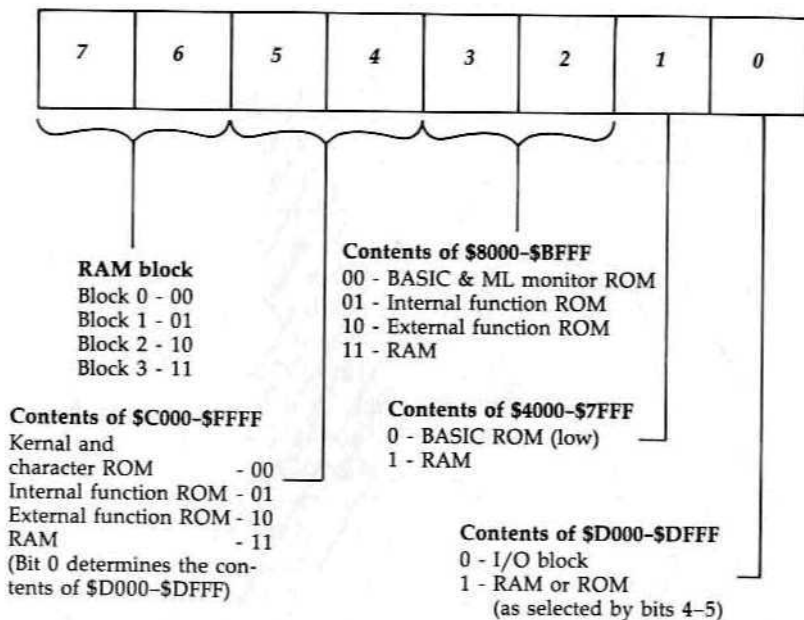 7 6 5 4 3 2 1 0
RAM block
Block 0 - 00
Block 1 - 01
Block 2 - 10
Block 3 - 11
Contents of $C000–$FFFF
Kernal and
character ROM - 00
Internal function ROM - 01
External function ROM - 10
RAM - 11
(Bit 0 determines the con-
tents of $D000–$DFFF)
Contents of $8000–$BFFF
00 - BASIC & ML monitor ROM
01 - Internal function ROM
10 - External function ROM
11 - RAM
Contents of $4000–$7FFF
0 - BASIC ROM (low)
1 - RAM
Contents of $D000–$DFFF
0 - I/O block
1 - RAM or ROM
(as selected by bits 4–5)